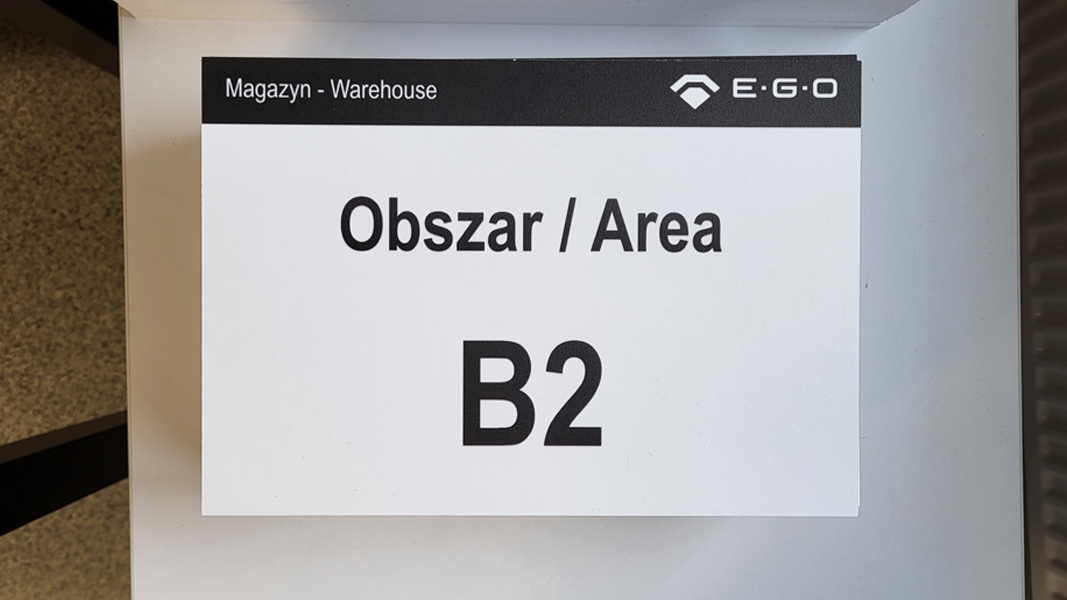 Magazyn - Warehouse
E·G·O
Obszar / Area
B2